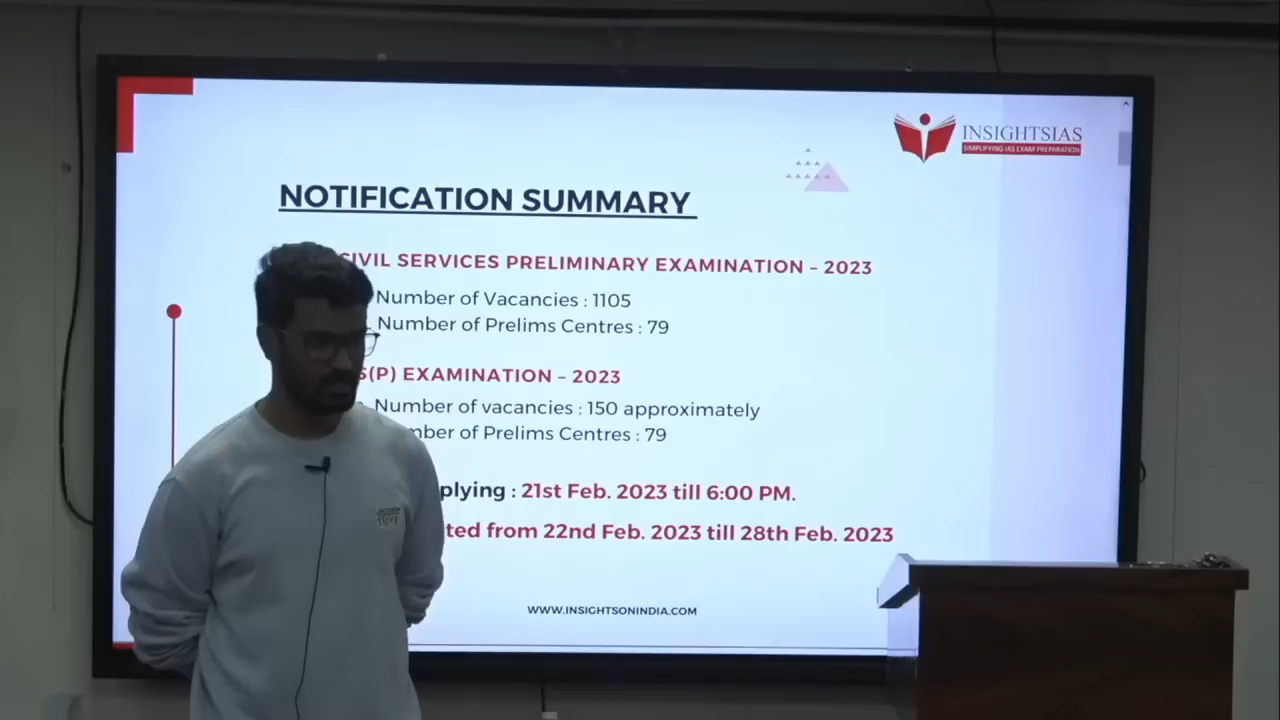 INSIGHTSIAS
SIMPLIFYING IAS EXAM PREPARATION
NOTIFICATION SUMMARY
CIVIL SERVICES PRELIMINARY EXAMINATION – 2023
Number of Vacancies : 1105
Number of Prelims Centres : 79
S(P) EXAMINATION – 2023
Number of vacancies : 150 approximately
mber of Prelims Centres : 79
plying : 21st Feb. 2023 till 6:00 PM.
ted from 22nd Feb. 2023 till 28th Feb. 2023
WWW.INSIGHTSONINDIA.COM